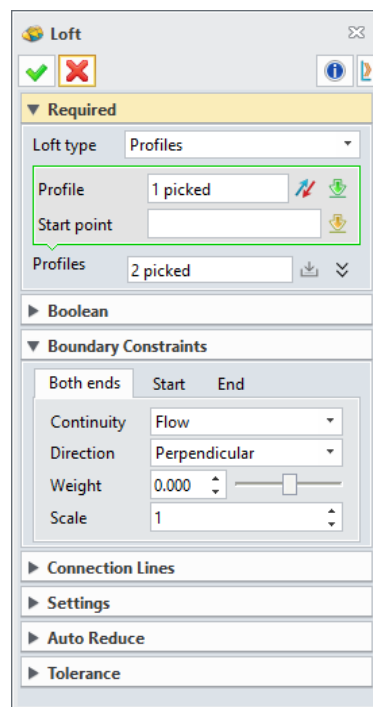 Loft
Required
Loft type Profiles
Profile 1 picked
Start point
Profiles 2 picked
Boolean
Boundary Constraints
Both ends Start End
Continuity Flow
Direction Perpendicular
Weight 0.000
Scale 1
Connection Lines
Settings
Auto Reduce
Tolerance